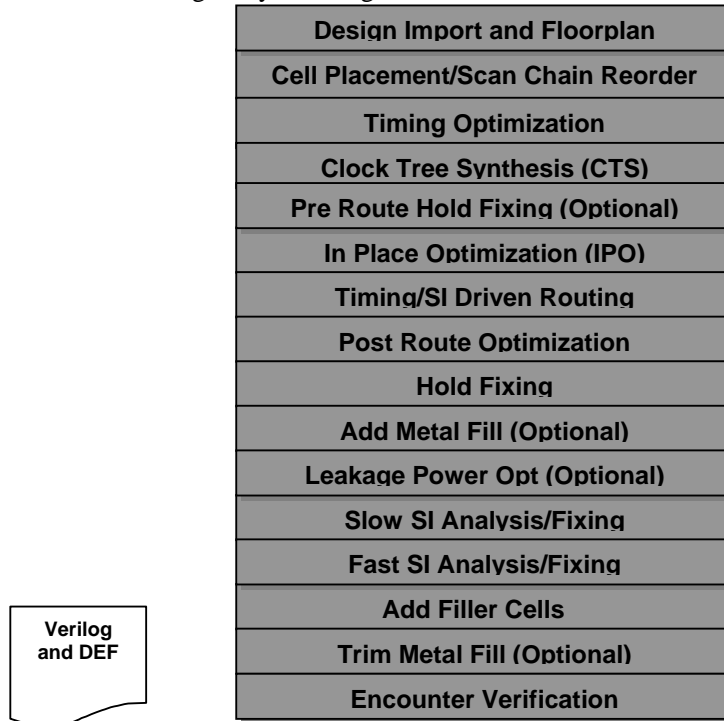 Design Import and Floorplan
Cell Placement/Scan Chain Reorder
Timing Optimization
Clock Tree Synthesis (CTS)
Pre Route Hold Fixing (Optional)
In Place Optimization (IPO)
Timing/SI Driven Routing
Post Route Optimization
Hold Fixing
Add Metal Fill (Optional)
Leakage Power Opt (Optional)
Slow SI Analysis/Fixing
Fast SI Analysis/Fixing
Add Filler Cells
Trim Metal Fill (Optional)
Encounter Verification
Verilog
and DEF